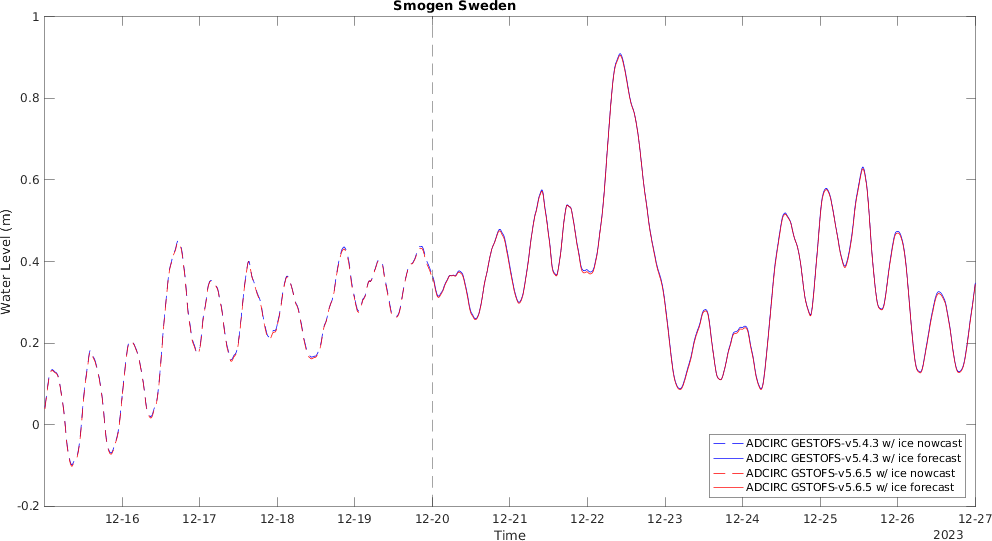 Smogen Sweden
Water Level (m)
1
0.8
0.6
0.4
0.2
0
-0.2
12-16
12-17
12-18
12-19
12-20
12-21
12-22
12-23
12-24
12-25
12-26
12-27
Time
2023
ADCIRC GESTOFS-v5.4.3 w/ ice nowcast
ADCIRC GESTOFS-v5.4.3 w/ ice forecast
ADCIRC GSTOFS-v5.6.5 w/ ice nowcast
ADCIRC GSTOFS-v5.6.5 w/ ice forecast